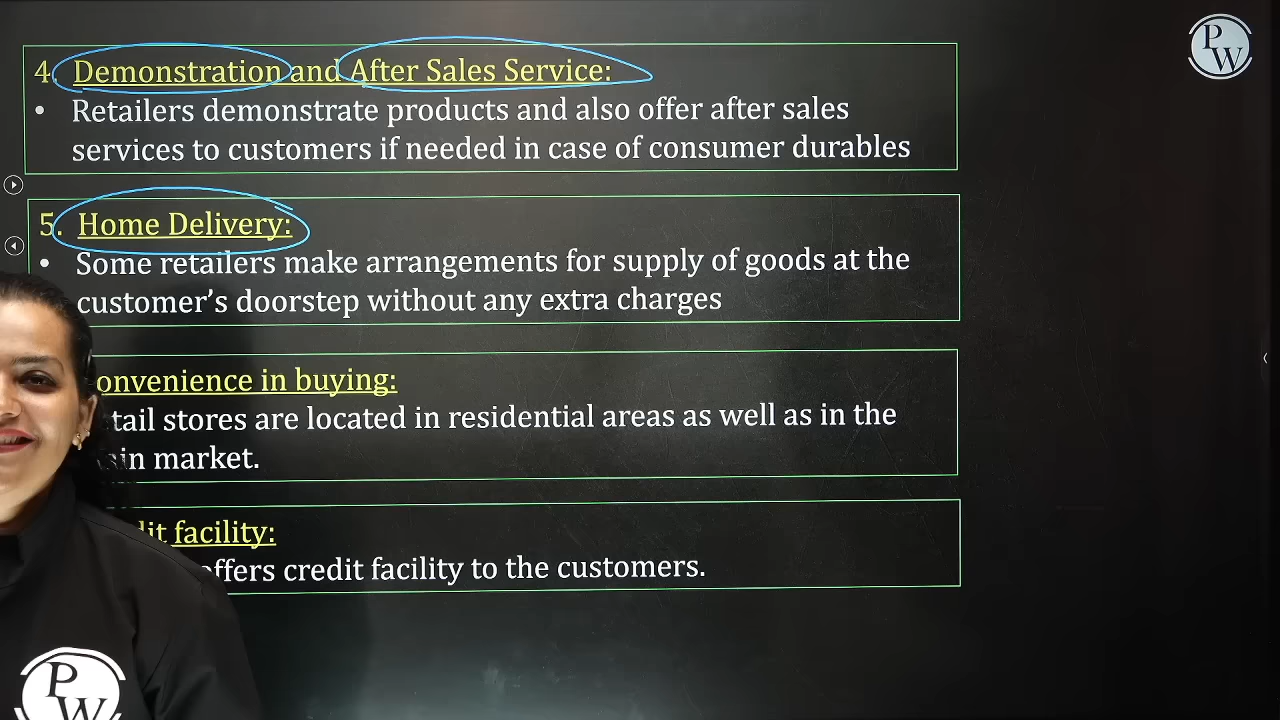 4. Demonstration and After Sales Service:
• Retailers demonstrate products and also offer after sales
services to customers if needed in case of consumer durables
5. Home Delivery:
• Some retailers make arrangements for supply of goods at the
customer's doorstep without any extra charges
onvenience in buying:
tail stores are located in residential areas as well as in the
in market.
dit facility:
offers credit facility to the customers.
P
W
P
W